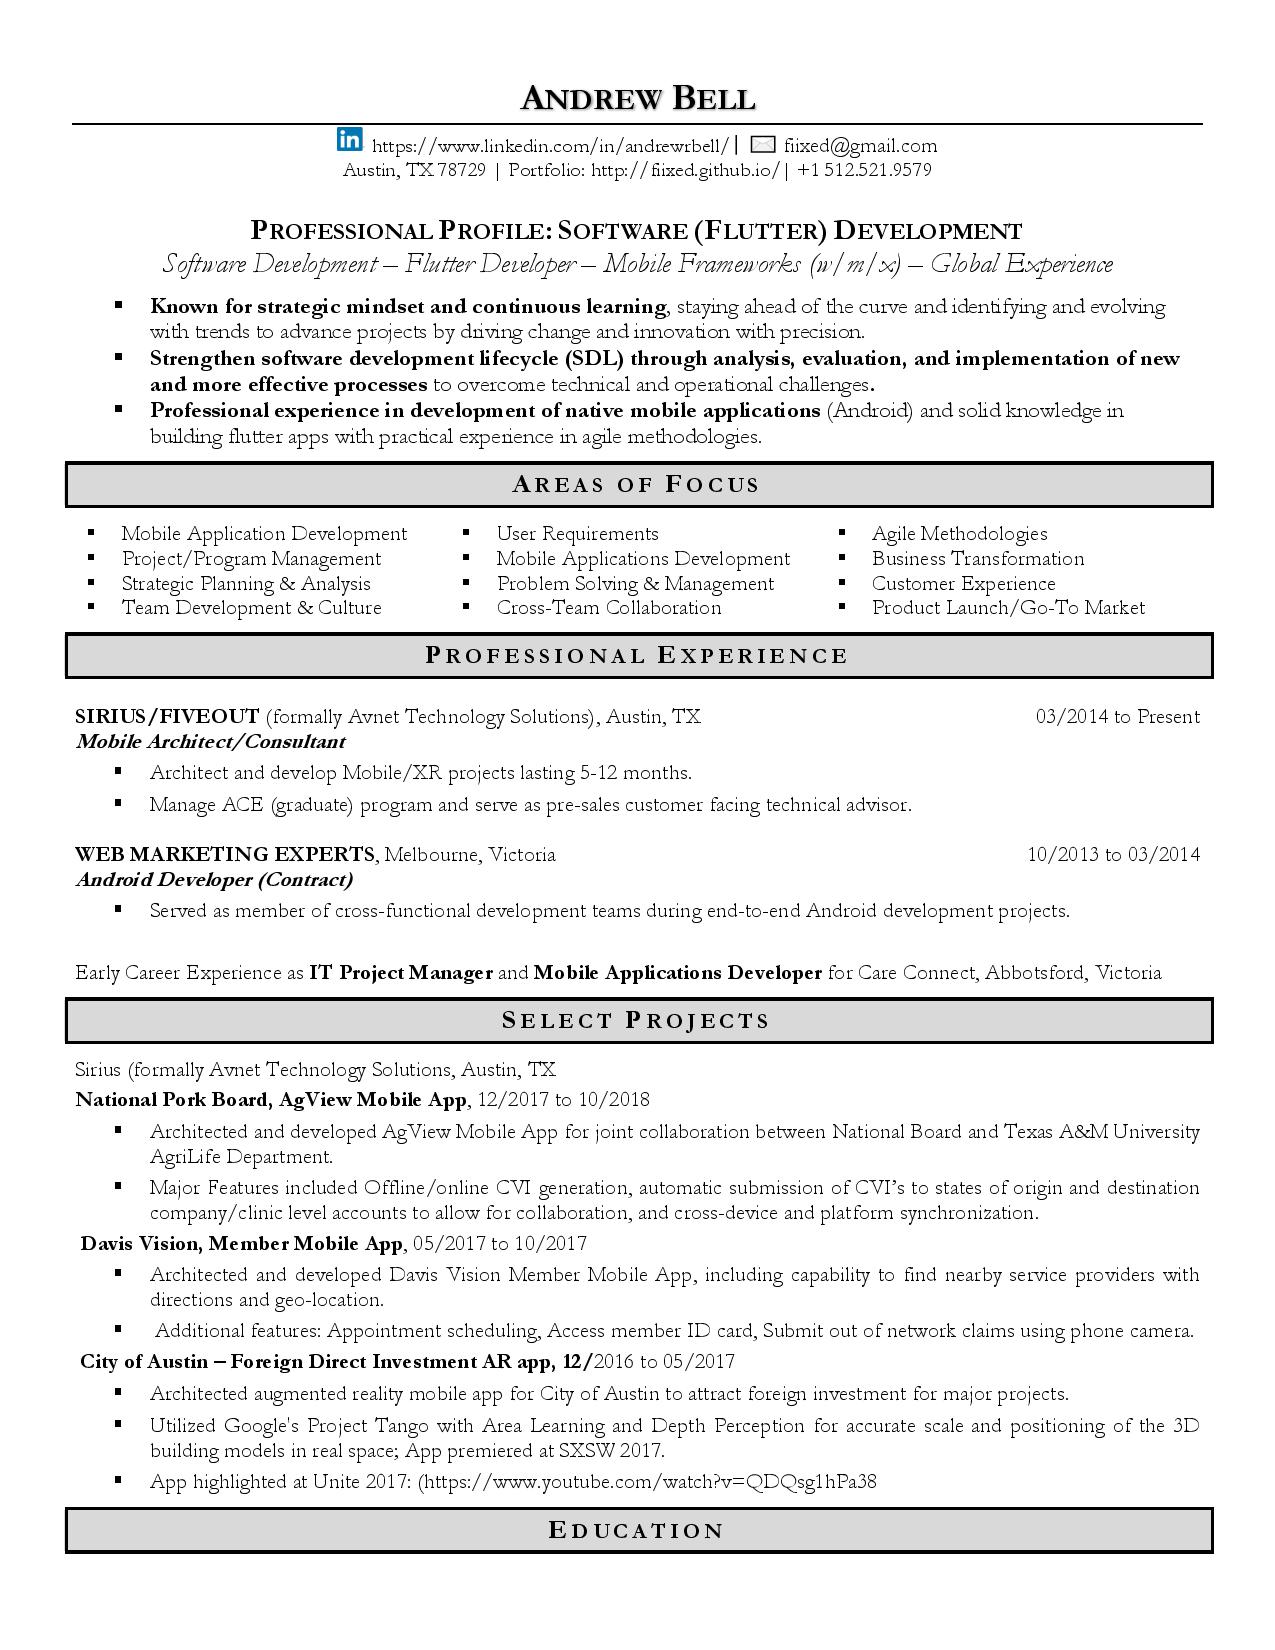 ANDREW BELL
in https://www.linkedin.com/in/andrewrbell/ | fiixed@gmail.com
Austin, TX 78729 | Portfolio: http://fiixed.github.io/ | +1 512.521.9579
PROFESSIONAL PROFILE: SOFTWARE (FLUTTER) DEVELOPMENT
Software Development – Flutter Developer – Mobile Frameworks (w/m/x) – Global Experience
▪ Known for strategic mindset and continuous learning, staying ahead of the curve and identifying and evolving
with trends to advance projects by driving change and innovation with precision.
▪ Strengthen software development lifecycle (SDL) through analysis, evaluation, and implementation of new
and more effective processes to overcome technical and operational challenges.
▪ Professional experience in development of native mobile applications (Android) and solid knowledge in
building flutter apps with practical experience in agile methodologies.
AREAS OF FOCUS
▪ Mobile Application Development
▪ Project/Program Management
▪ Strategic Planning & Analysis
▪ Team Development & Culture
▪ User Requirements
▪ Mobile Applications Development
▪ Problem Solving & Management
▪ Cross-Team Collaboration
▪ Agile Methodologies
▪ Business Transformation
▪ Customer Experience
▪ Product Launch/Go-To Market
PROFESSIONAL EXPERIENCE
SIRIUS/FIVEOUT (formally Avnet Technology Solutions), Austin, TX 03/2014 to Present
Mobile Architect/Consultant
▪ Architect and develop Mobile/XR projects lasting 5-12 months.
▪ Manage ACE (graduate) program and serve as pre-sales customer facing technical advisor.
WEB MARKETING EXPERTS, Melbourne, Victoria 10/2013 to 03/2014
Android Developer (Contract)
▪ Served as member of cross-functional development teams during end-to-end Android development projects.
Early Career Experience as IT Project Manager and Mobile Applications Developer for Care Connect, Abbotsford, Victoria
SELECT PROJECTS
Sirius (formally Avnet Technology Solutions, Austin, TX
National Pork Board, AgView Mobile App, 12/2017 to 10/2018
▪ Architected and developed AgView Mobile App for joint collaboration between National Board and Texas A&M University
AgriLife Department.
▪ Major Features included Offline/online CVI generation, automatic submission of CVI's to states of origin and destination
company/clinic level accounts to allow for collaboration, and cross-device and platform synchronization.
Davis Vision, Member Mobile App, 05/2017 to 10/2017
▪ Architected and developed Davis Vision Member Mobile App, including capability to find nearby service providers with
directions and geo-location.
▪ Additional features: Appointment scheduling, Access member ID card, Submit out of network claims using phone camera.
City of Austin – Foreign Direct Investment AR app, 12/2016 to 05/2017
▪ Architected augmented reality mobile app for City of Austin to attract foreign investment for major projects.
▪ Utilized Google's Project Tango with Area Learning and Depth Perception for accurate scale and positioning of the 3D
building models in real space; App premiered at SXSW 2017.
▪ App highlighted at Unite 2017: (https://www.youtube.com/watch?v=QDQsg1hPa38
EDUCATION